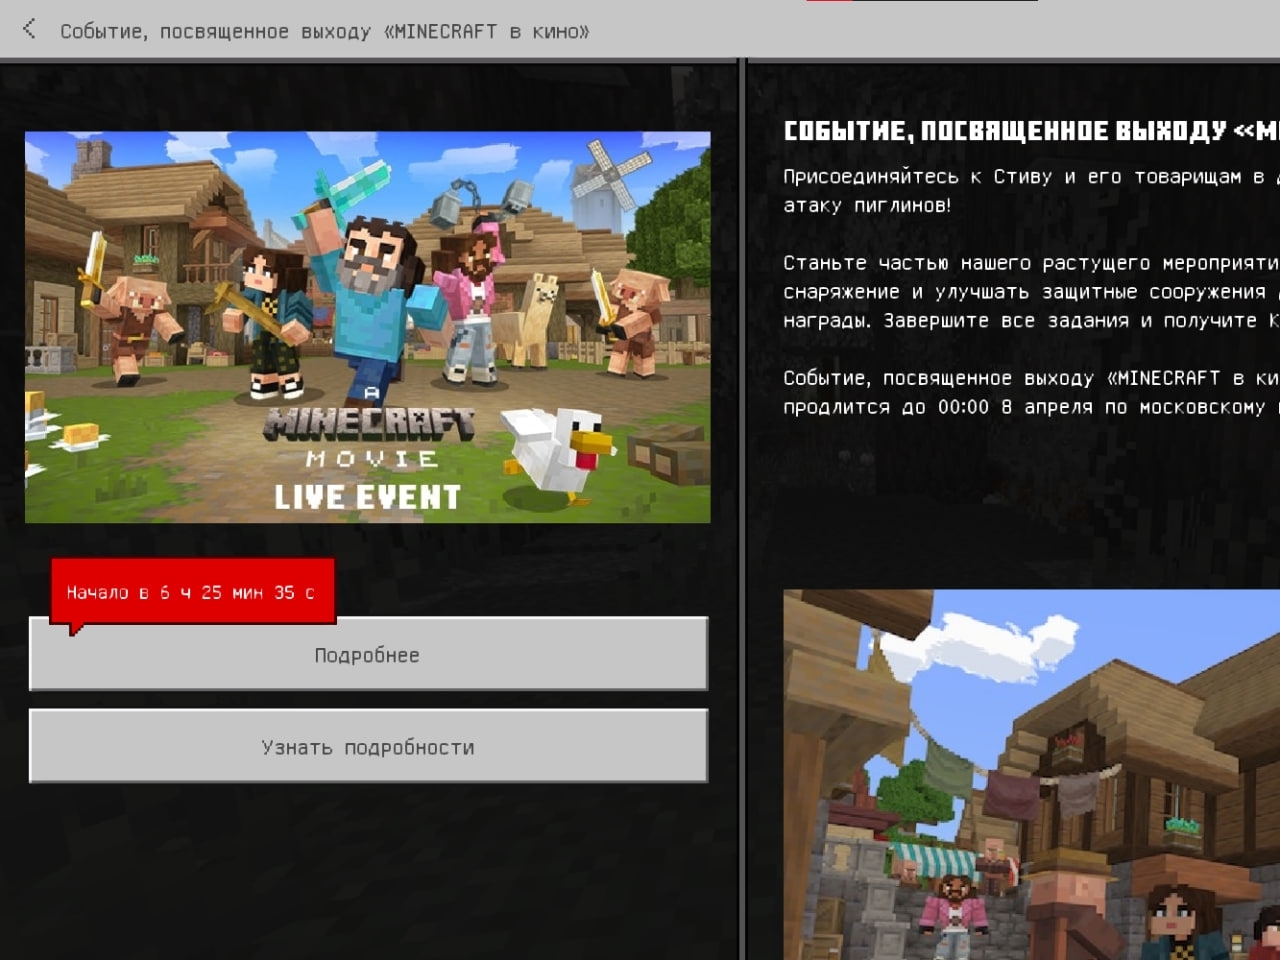 Событие, посвященное выходу «MINECRAFT в кино»
A
MINECRAFT
MOVIE
LIVE EVENT
Начало в 6 ч 25 мин 35 с
Подробнее
Узнать подробности
СОБЫТИЕ, ПОСВЯЩЕННОЕ ВЫХОДУ «M
Присоединяйтесь к Стиву и его товарищам в
атаку пиглинов!
Станьте частью нашего растущего мероприяти
снаряжение и улучшать защитные сооружения
награды. Завершите все задания и получите К
Событие, посвященное выходу «MINECRAFT в ки
продлится до 00:00 8 апреля по московскому